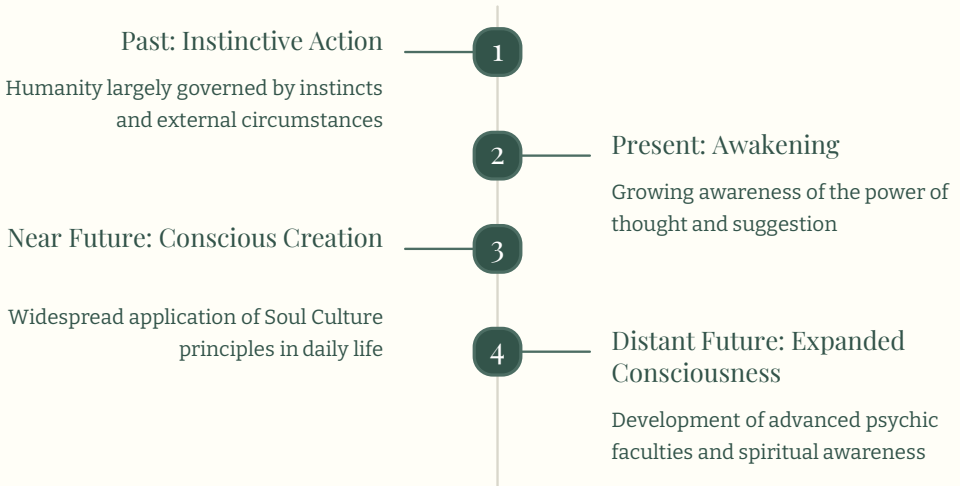 Past: Instinctive Action
1
Humanity largely governed by instincts
and external circumstances
2
Present: Awakening
Growing awareness of the power of
thought and suggestion
Near Future: Conscious Creation
3
Widespread application of Soul Culture
principles in daily life
4
Distant Future: Expanded
Consciousness
Development of advanced psychic
faculties and spiritual awareness